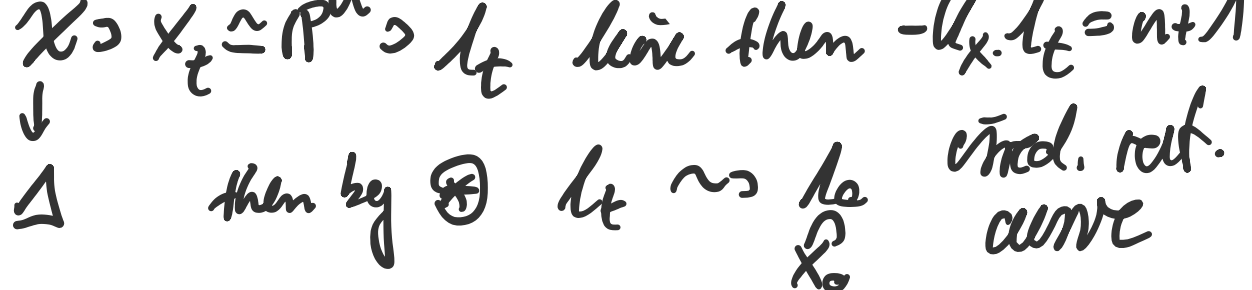 𝒳 ⊃ X_t ≃ ℙ^n ⊃ l_t line then -K_X · l_t = n+1
↓ irred. rat.
Δ then by ⊛ l_t ⇝ l_0 curve
∩
X_0